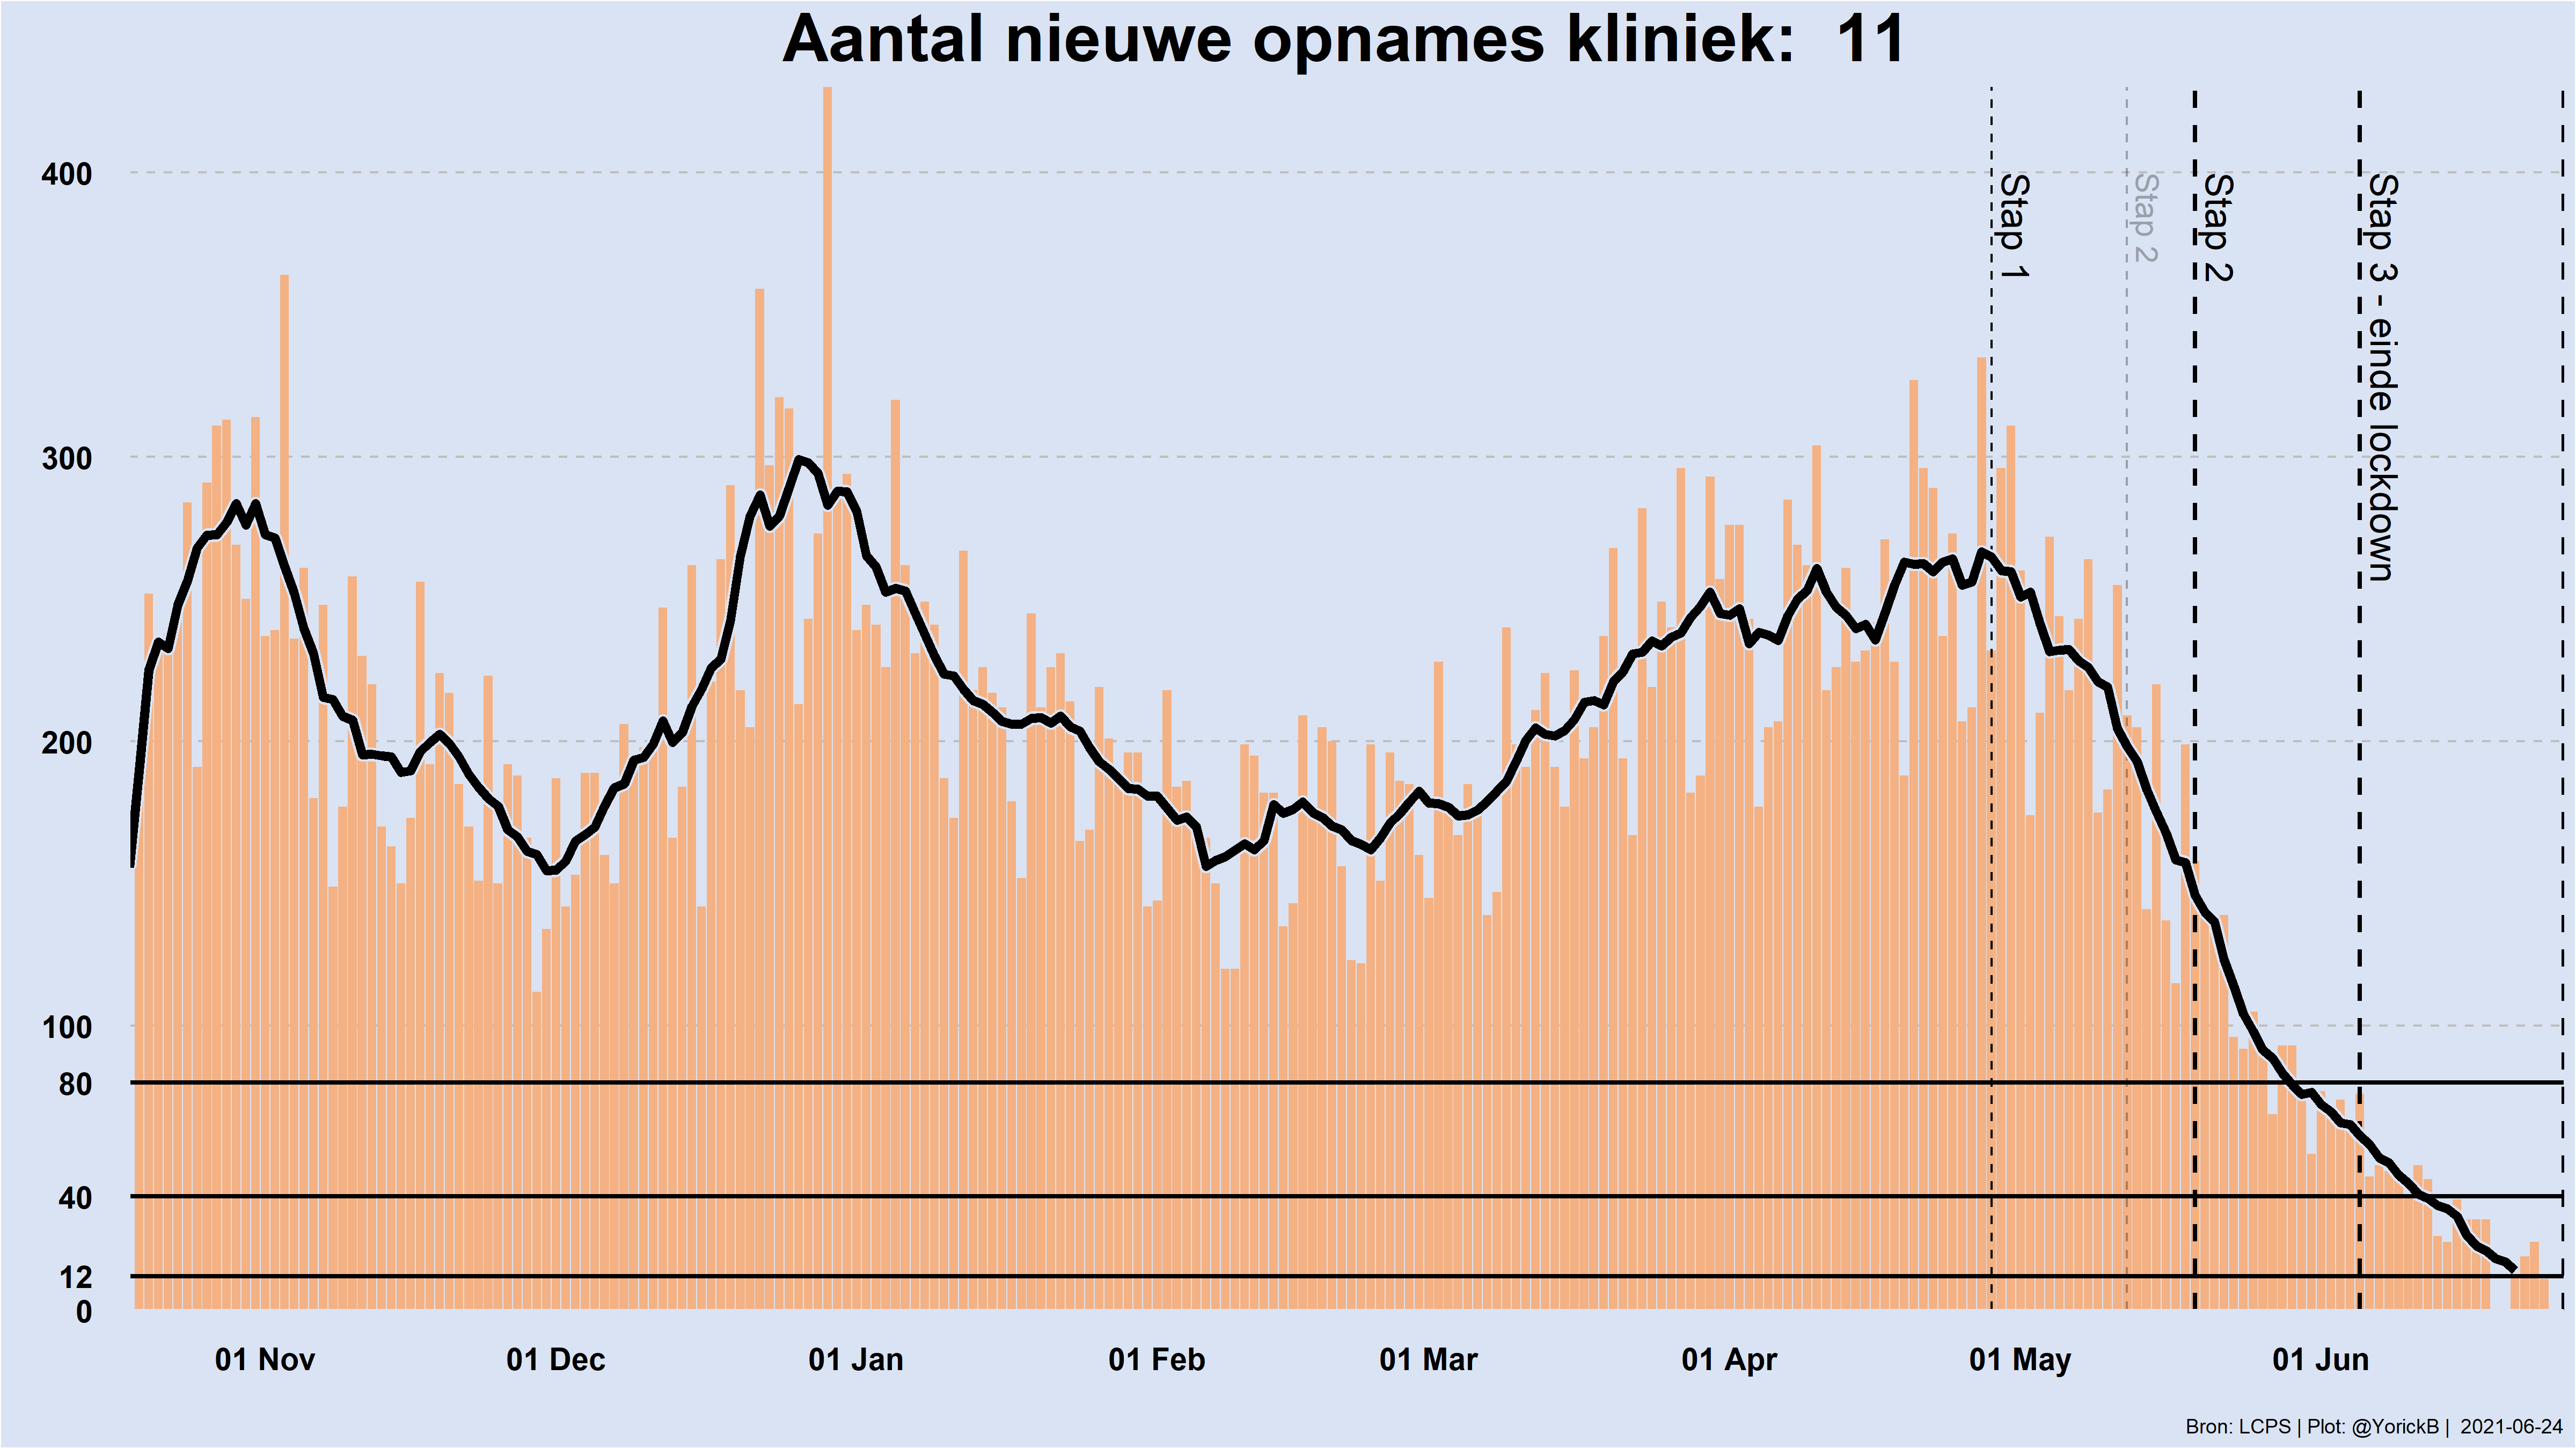 Aantal nieuwe opnames kliniek:  11
400
300
200
100
80
40
12
0
Stap 1
Stap 2
Stap 2
Stap 3 - einde lockdown
01 Nov
01 Dec
01 Jan
01 Feb
01 Mar
01 Apr
01 May
01 Jun
Bron: LCPS | Plot: @YorickB |  2021-06-24